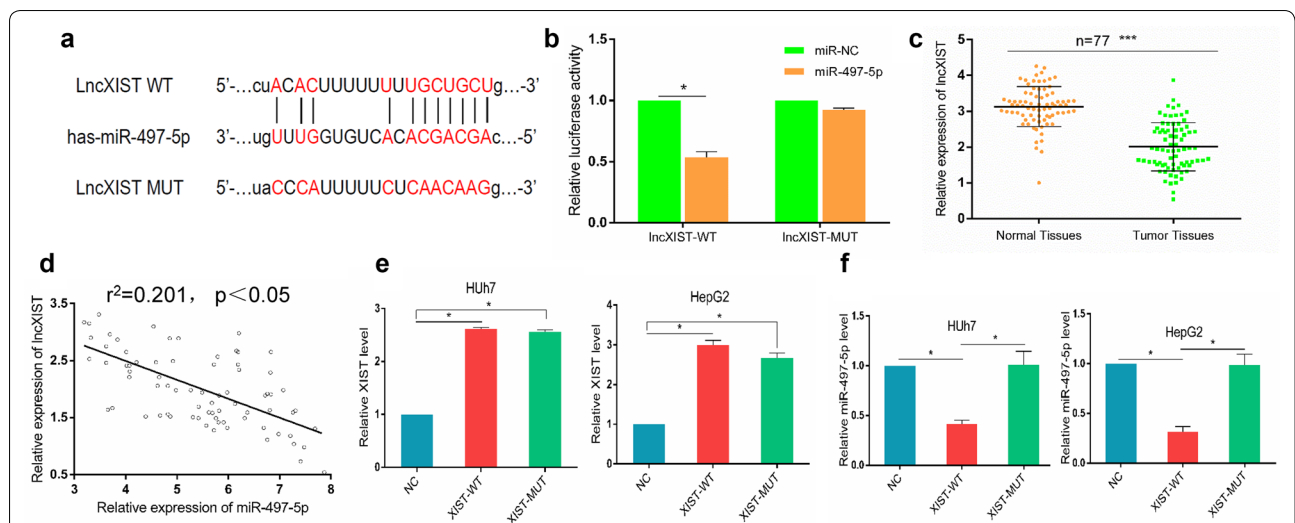 a
LncXIST WT 5'-...cuACACUUUUUUUUGCUGCUg...-3'
has-miR-497-5p 3'-...ugUUUGGUGUCACACGACGAc...-5'
LncXIST MUT 5'-...uaCCCAUUUUUCUCAACAAGg...-3'
b
Relative luciferase activity
1.5
1.0
0.5
0.0
miR-NC
miR-497-5p
*
lncXIST-WT lncXIST-MUT
c
Relative expression of lncXIST
5
4
3
2
1
0
n=77 ***
Normal Tissues Tumor Tissues
d
r²=0.201, p<0.05
Relative expression of lncXIST
3.5
2.5
1.5
0.5
3 4 5 6 7 8
Relative expression of miR-497-5p
e
HUh7
Relative XIST level
3
2
1
0
*
*
NC XIST-WT XIST-MUT
HepG2
Relative XIST level
4
3
2
1
0
*
*
NC XIST-WT XIST-MUT
f
HUh7
Relative miR-497-5p level
1.5
1.0
0.5
0.0
* *
NC XIST-WT XIST-MUT
HepG2
Relative miR-497-5p level
1.5
1.0
0.5
0.0
* *
NC XIST-WT XIST-MUT